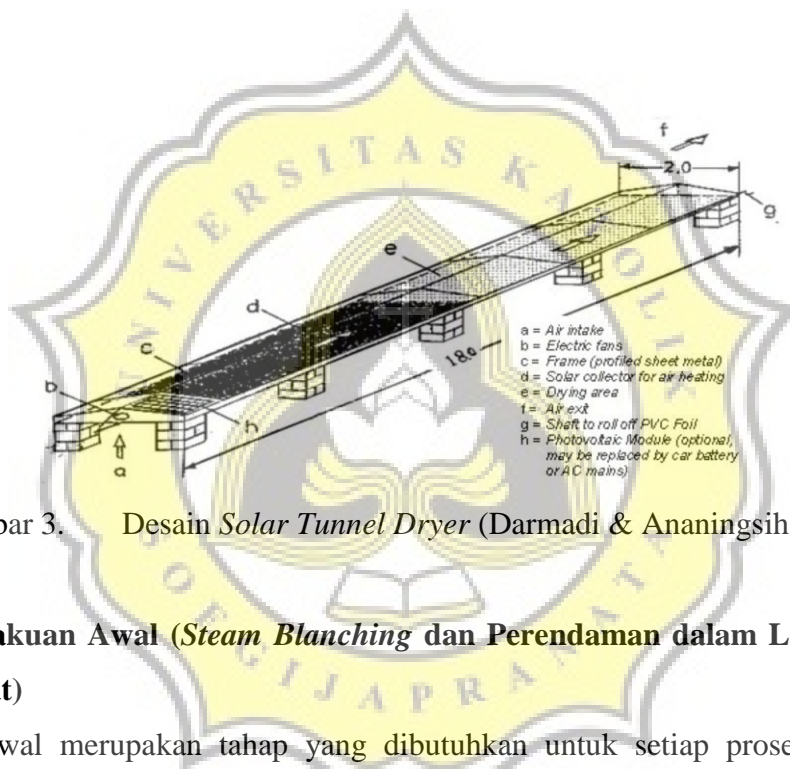 UNIVERSITAS KATOLIK
f
2.0
g
e
d
c
b
18.0
h
a
a = Air intake
b = Electric fans
c = Frame (profiled sheet metal)
d = Solar collector for air heating
e = Drying area
f = Air exit
g = Shaft to roll off PVC Foil
h = Photovoltaic Module (optional,
may be replaced by car battery
or AC mains)
bar 3. Desain Solar Tunnel Dryer (Darmadi & Ananingsih
akuan Awal (Steam Blanching dan Perendaman dalam L
t)
wal merupakan tahap yang dibutuhkan untuk setiap prose
SOEGIJAPRANATA